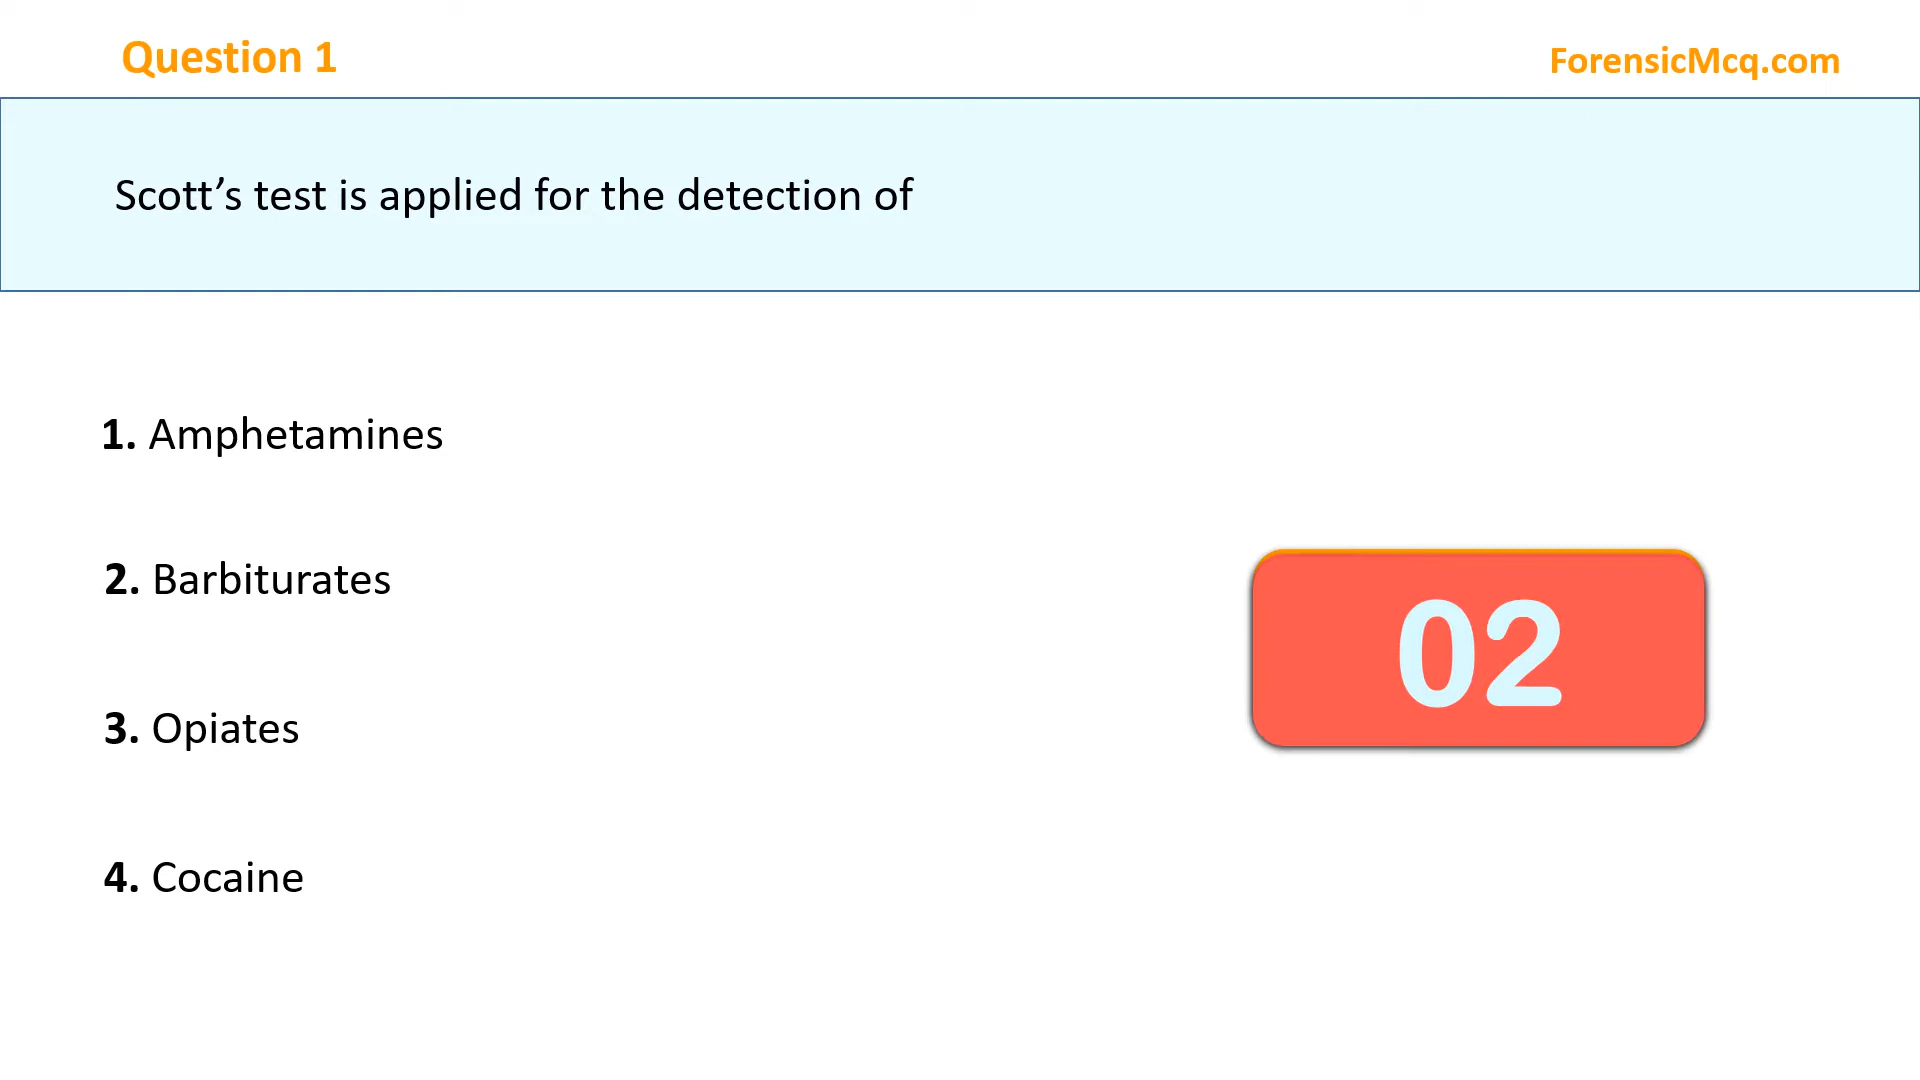 Question 1
ForensicMcq.com
Scott’s test is applied for the detection of
1. Amphetamines
2. Barbiturates
02
3. Opiates
4. Cocaine